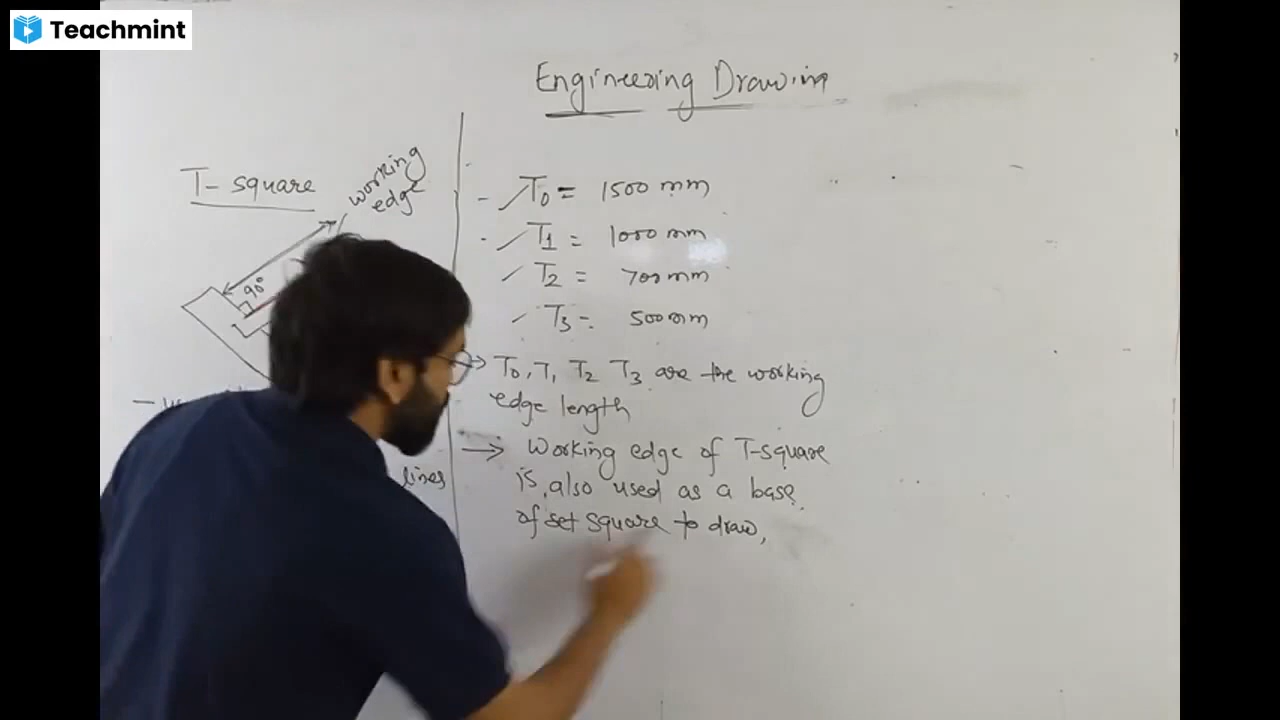 Teachmint
Engineering Drawing
T- square
working
edge
90°
lines
T0 = 1500 mm
T1 = 1000 mm
T2 = 700 mm
T3 = 500 mm
→ T0, T1, T2 T3 are the working
edge length
→ Working edge of T-square
is also used as a base
of set square to draw,